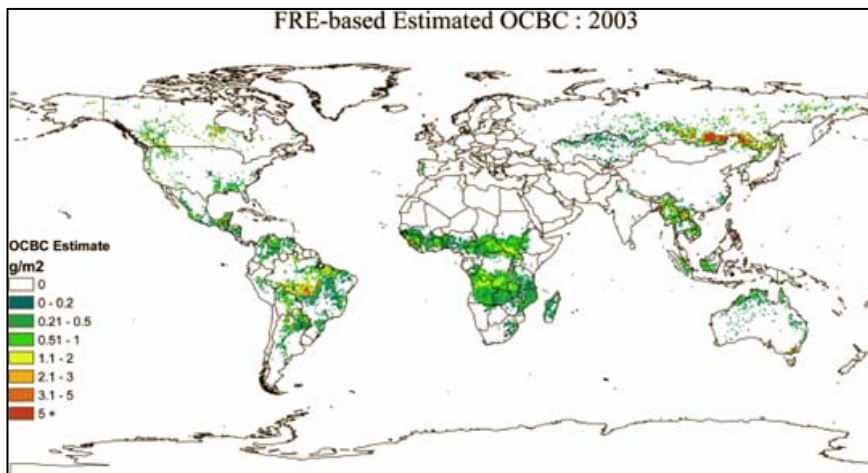 FRE-based Estimated OCBC : 2003
OCBC Estimate
g/m2
0
0 - 0.2
0.21 - 0.5
0.51 - 1
1.1 - 2
2.1 - 3
3.1 - 5
5 +